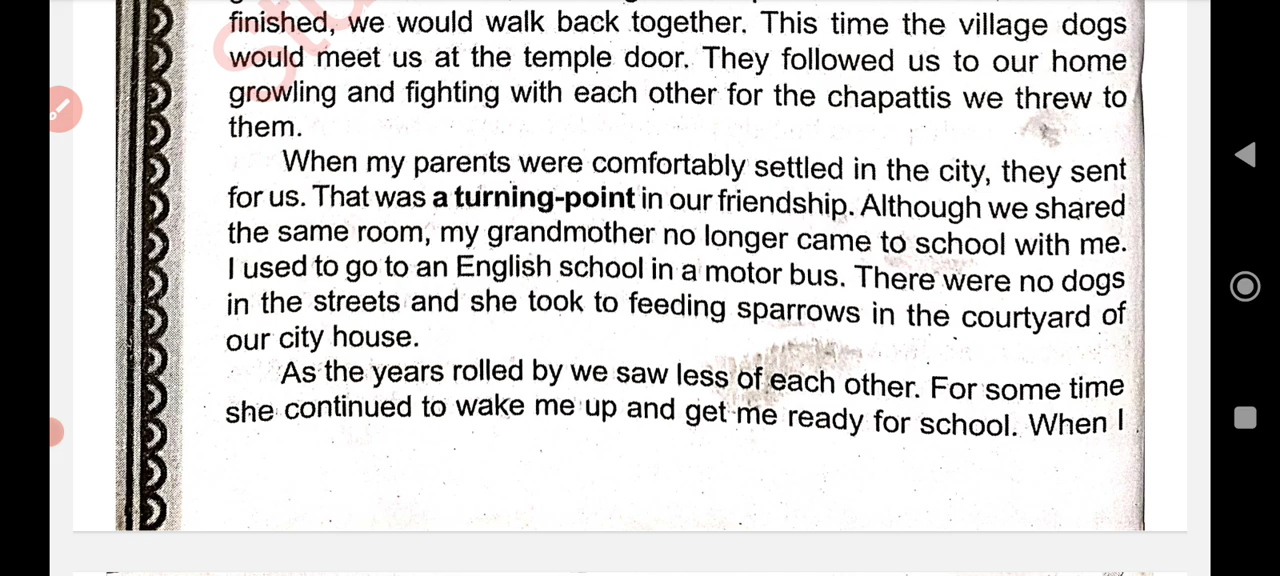 finished, we would walk back together. This time the village dogs
would meet us at the temple door. They followed us to our home
growling and fighting with each other for the chapattis we threw to
them.
When my parents were comfortably settled in the city, they sent
for us. That was a turning-point in our friendship. Although we shared
the same room, my grandmother no longer came to school with me.
I used to go to an English school in a motor bus. There were no dogs
in the streets and she took to feeding sparrows in the courtyard of
our city house.
As the years rolled by we saw less of each other. For some time
she continued to wake me up and get me ready for school. When I